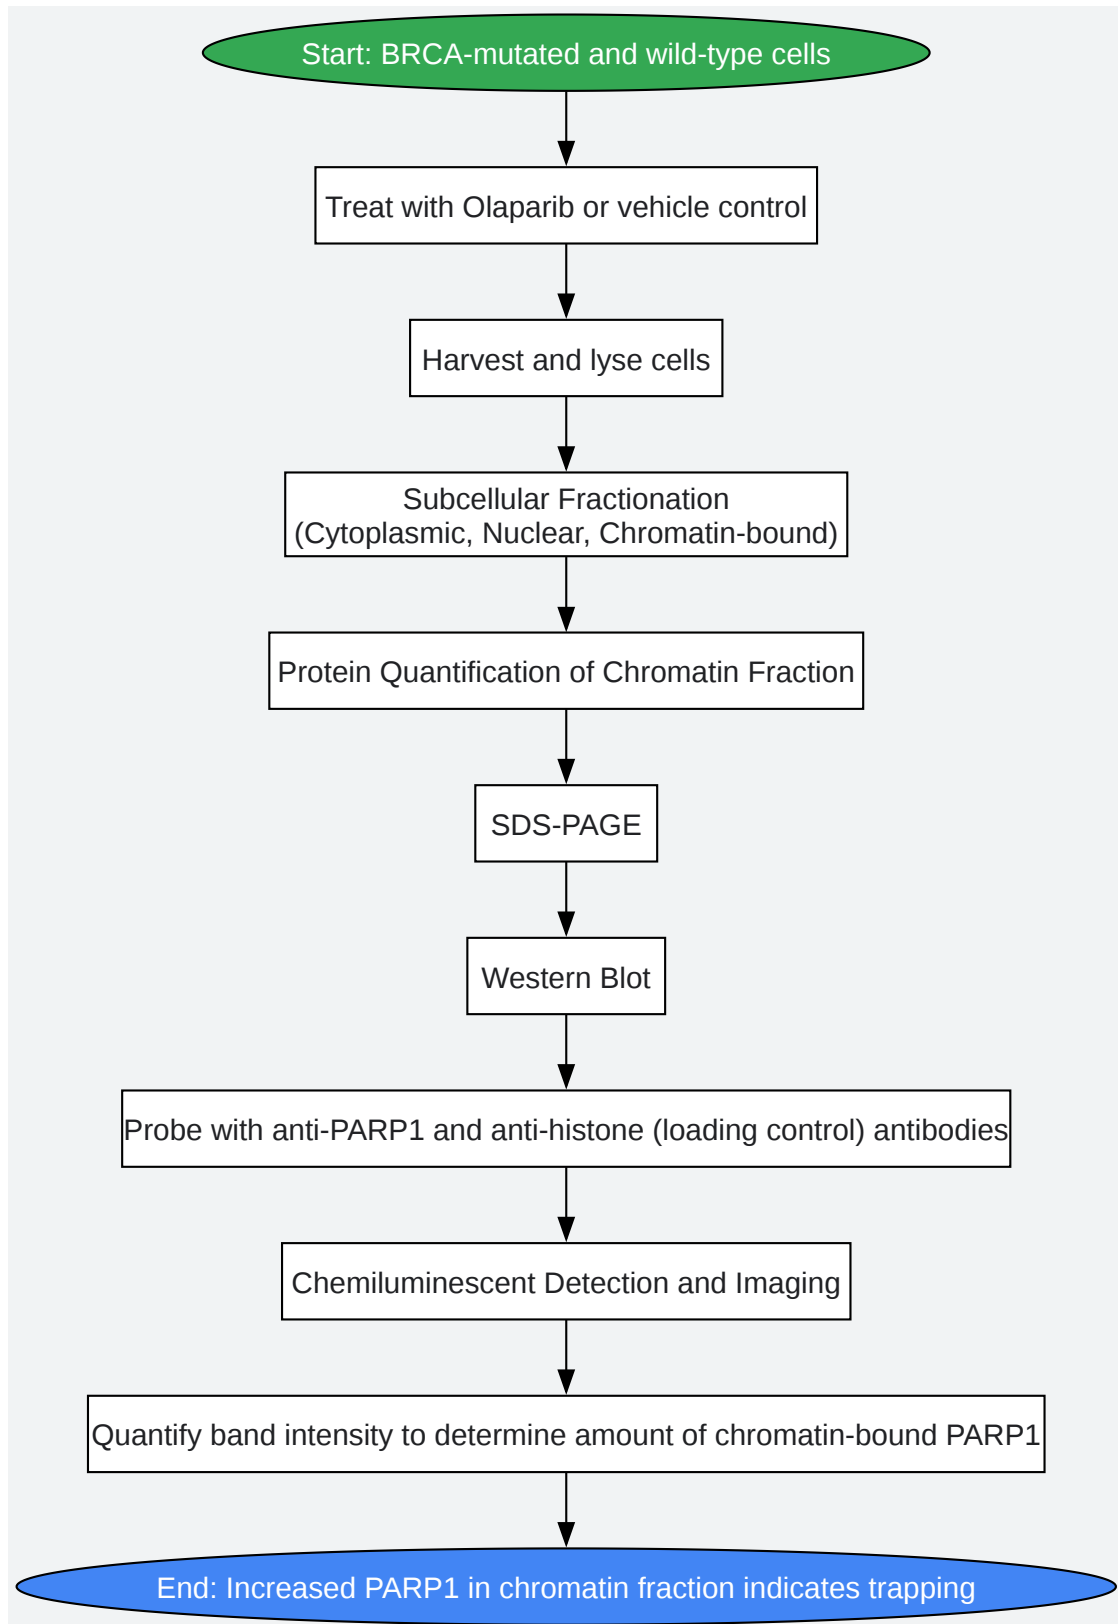 Start: BRCA-mutated and wild-type cells
Treat with Olaparib or vehicle control
Harvest and lyse cells
Subcellular Fractionation
(Cytoplasmic, Nuclear, Chromatin-bound)
Protein Quantification of Chromatin Fraction
SDS-PAGE
Western Blot
Probe with anti-PARP1 and anti-histone (loading control) antibodies
Chemiluminescent Detection and Imaging
Quantify band intensity to determine amount of chromatin-bound PARP1
End: Increased PARP1 in chromatin fraction indicates trapping